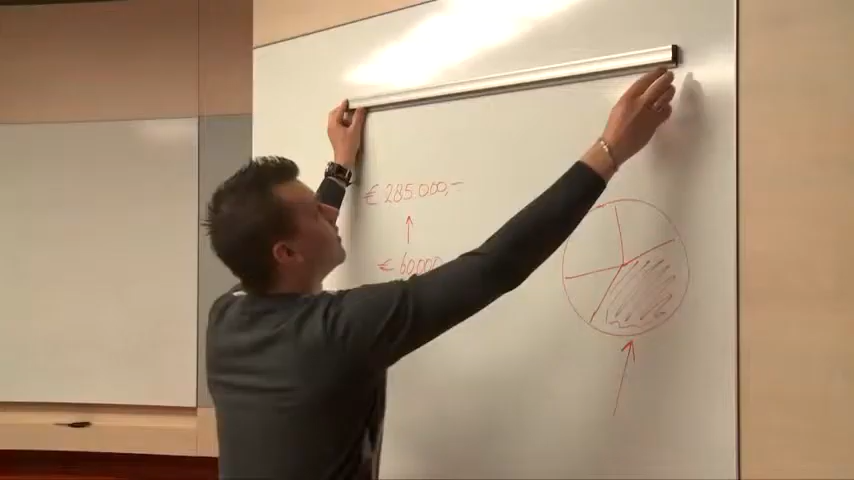 € 285.000,-
€ 60000